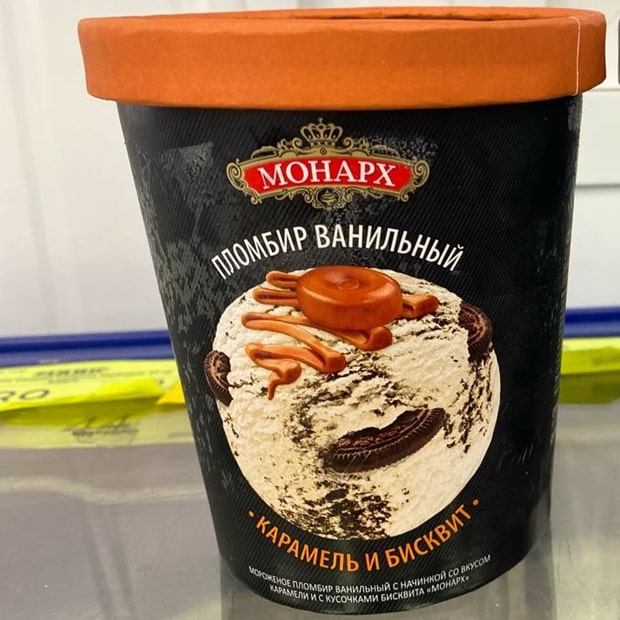 МОНАРХ
ПЛОМБИР ВАНИЛЬНЫЙ
• КАРАМЕЛЬ И БИСКВИТ •
МОРОЖЕНОЕ ПЛОМБИР ВАНИЛЬНЫЙ С НАЧИНКОЙ СО ВКУСОМ
КАРАМЕЛИ И С КУСОЧКАМИ БИСКВИТА «МОНАРХ»